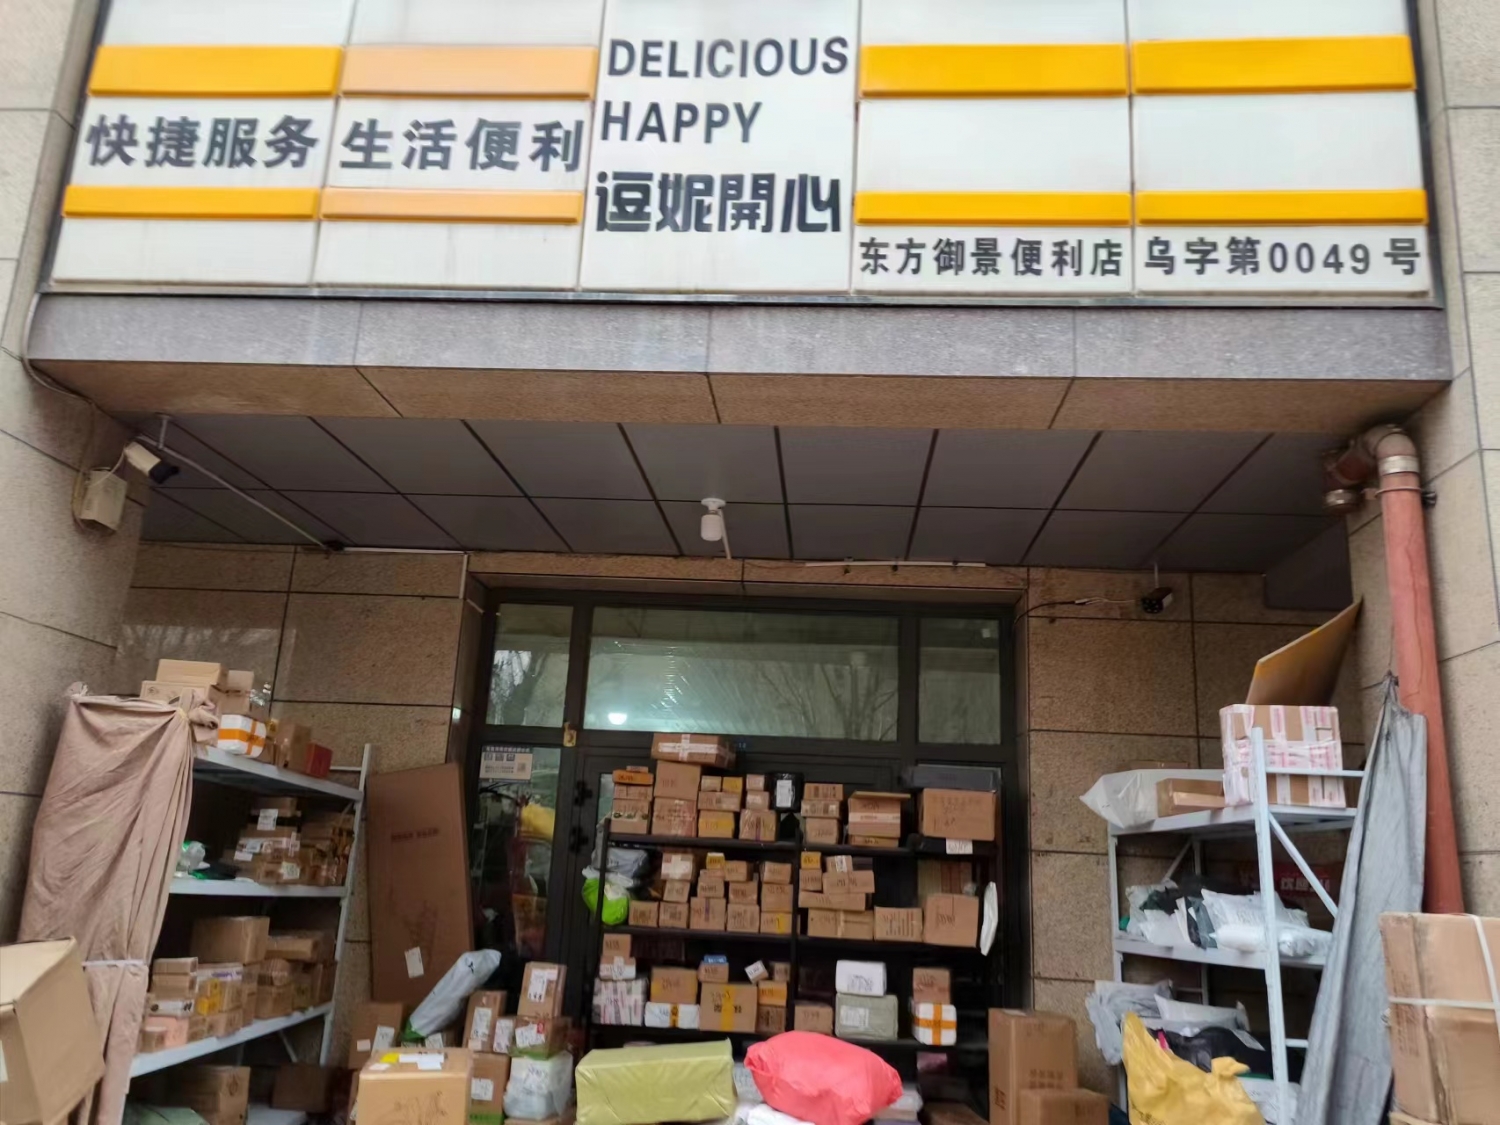 快捷服务
生活便利
DELICIOUS
HAPPY
逗妮開心
东方御景便利店
乌字第0049号